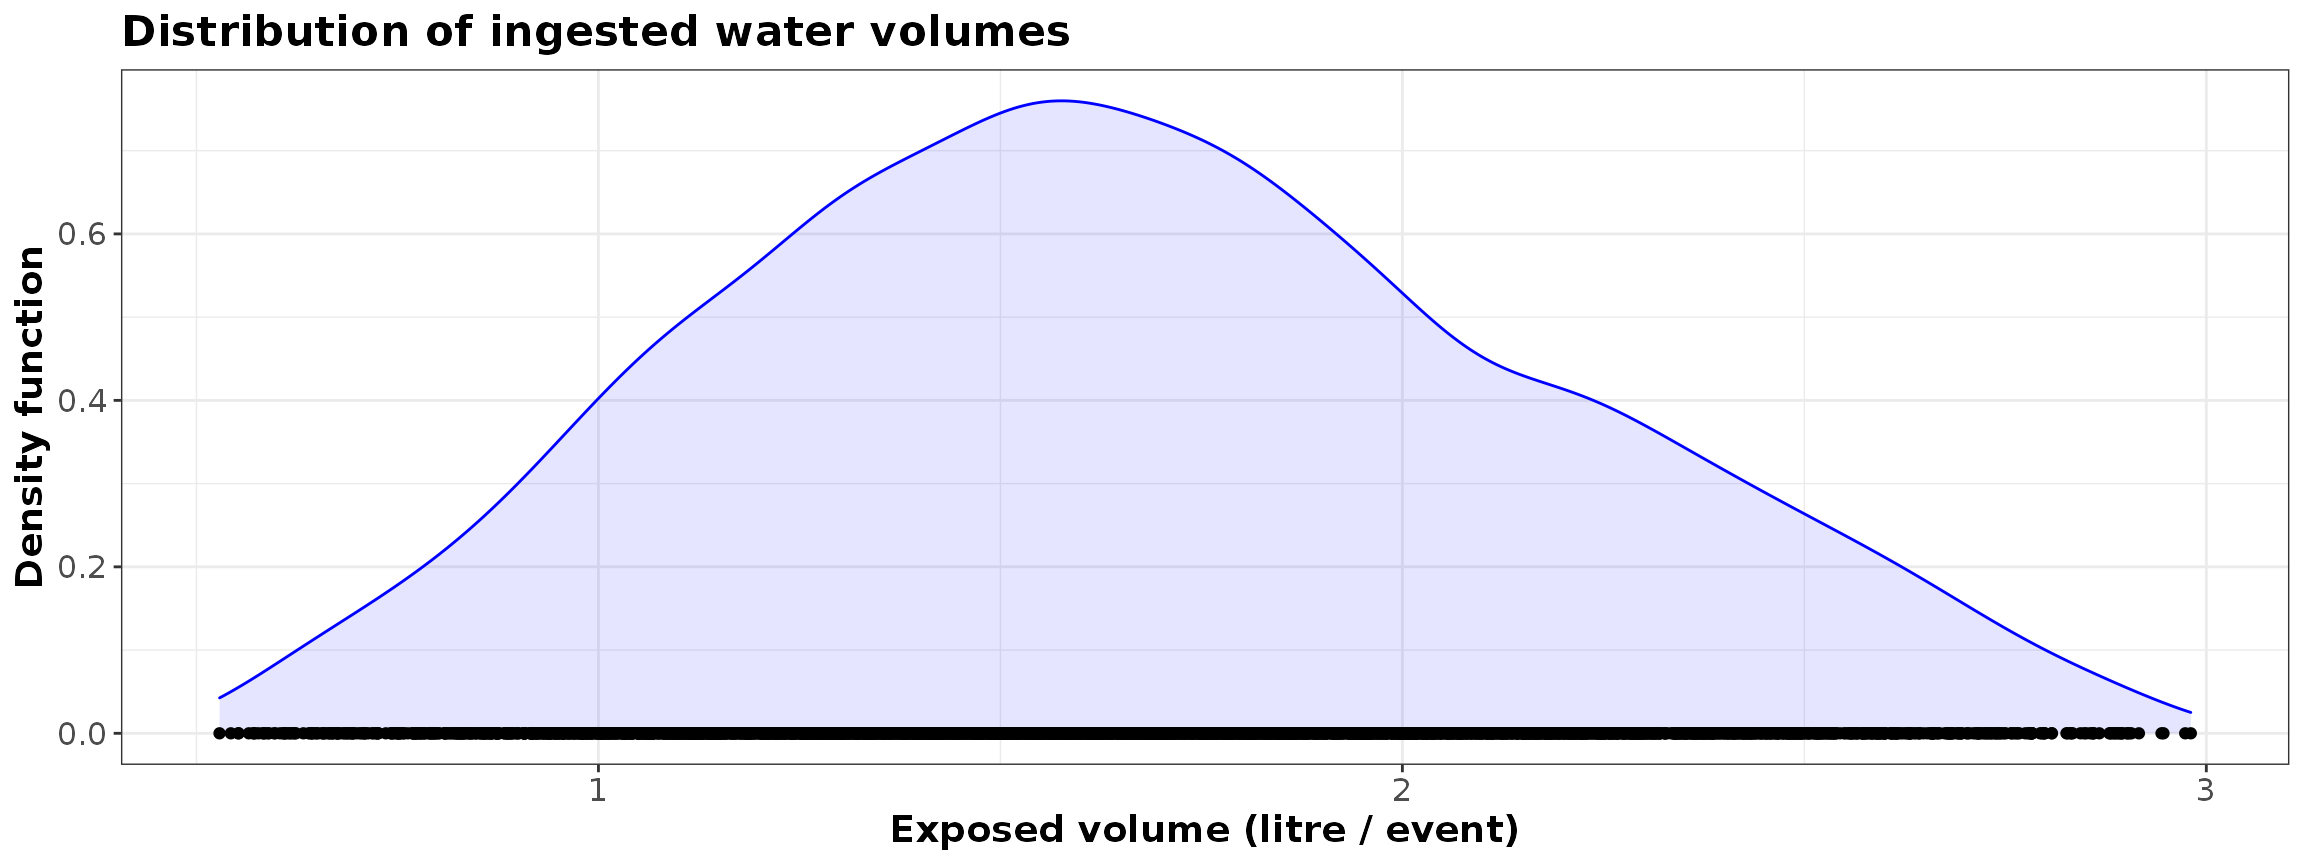 Distribution of ingested water volumes
Density function
0.6
0.4
0.2
0.0
1 2 3
Exposed volume (litre / event)